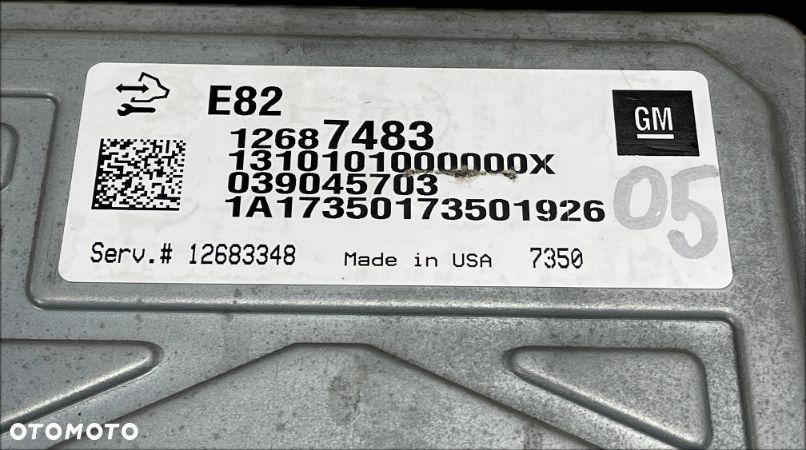 E82
GM
12687483
1310101000000X
039045703
1A17350173501926
05
Serv.# 12683348 Made in USA 7350
OTOMOTO